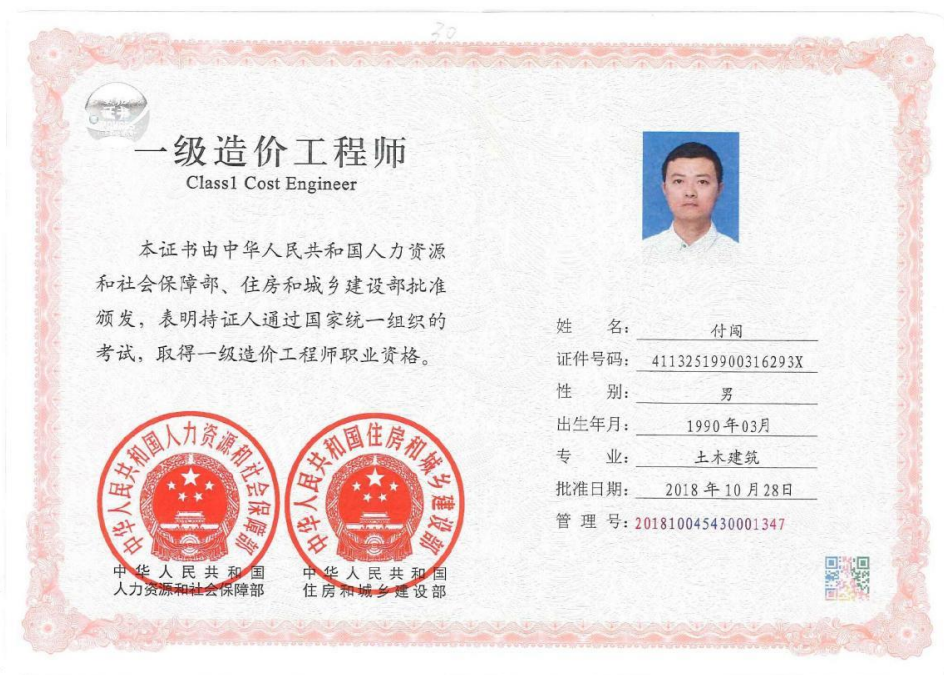 30
一级造价工程师
Class1 Cost Engineer
本证书由中华人民共和国人力资源
和社会保障部、住房和城乡建设部批准
颁发，表明持证人通过国家统一组织的
考试，取得一级造价工程师职业资格。
中华人民共和国人力资源和社会保障部
中华人民共和国住房和城乡建设部
中华人民共和国
人力资源和社会保障部
中华人民共和国
住房和城乡建设部
姓 名：付闯
证件号码：41132519900316293X
性 别：男
出生年月：1990年03月
专 业：土木建筑
批准日期：2018年10月28日
管理号：201810045430001347